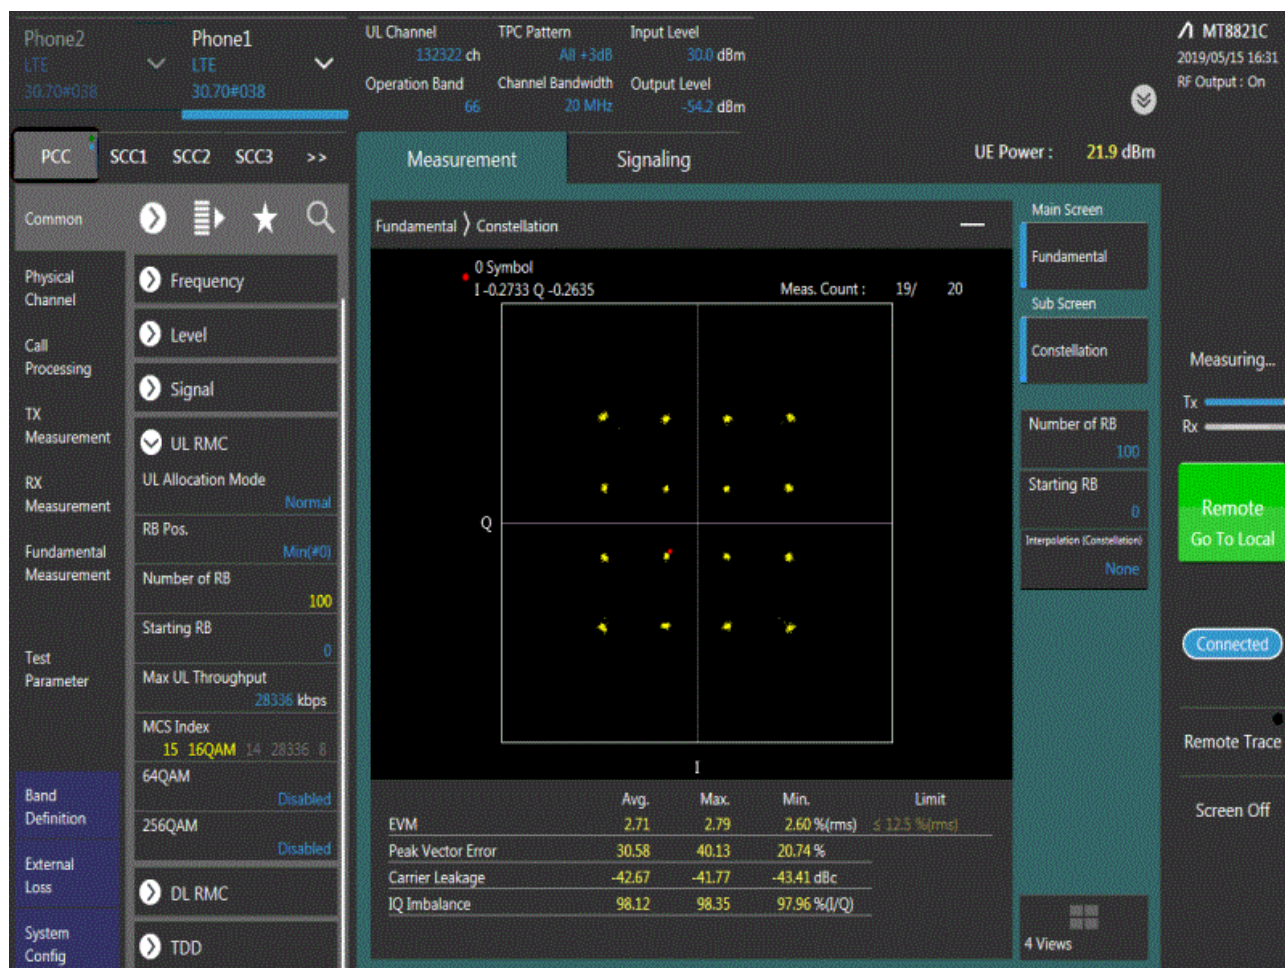 Phone2
LTE
30.70#038
Phone1
LTE
30.70#038
UL Channel
132322 ch
TPC Pattern
All +3dB
Input Level
30.0 dBm
Operation Band
66
Channel Bandwidth
20 MHz
Output Level
-54.2 dBm
MT8821C
2019/05/15 16:31
RF Output : On
PCC SCC1 SCC2 SCC3 >>
Measurement Signaling
UE Power : 21.9 dBm
Common
Physical
Channel
Call
Processing
TX
Measurement
RX
Measurement
Fundamental
Measurement
Test
Parameter
Band
Definition
External
Loss
System
Config
Frequency
Level
Signal
UL RMC
UL Allocation Mode
Normal
RB Pos.
Min(#0)
Number of RB
100
Starting RB
0
Max UL Throughput
28336 kbps
MCS Index
15 16QAM 14 28336 8
64QAM
Disabled
256QAM
Disabled
DL RMC
TDD
Fundamental ⟩ Constellation
0 Symbol
I -0.2733 Q -0.2635
Meas. Count : 19/ 20
Q
I
Avg. Max. Min. Limit
EVM 2.71 2.79 2.60 %(rms) ≤ 12.5 %(rms)
Peak Vector Error 30.58 40.13 20.74 %
Carrier Leakage -42.67 -41.77 -43.41 dBc
IQ Imbalance 98.12 98.35 97.96 %(I/Q)
Main Screen
Fundamental
Sub Screen
Constellation
Number of RB
100
Starting RB
0
Interpolation (Constellation)
None
4 Views
Measuring...
Tx
Rx
Remote
Go To Local
Connected
Remote Trace
Screen Off